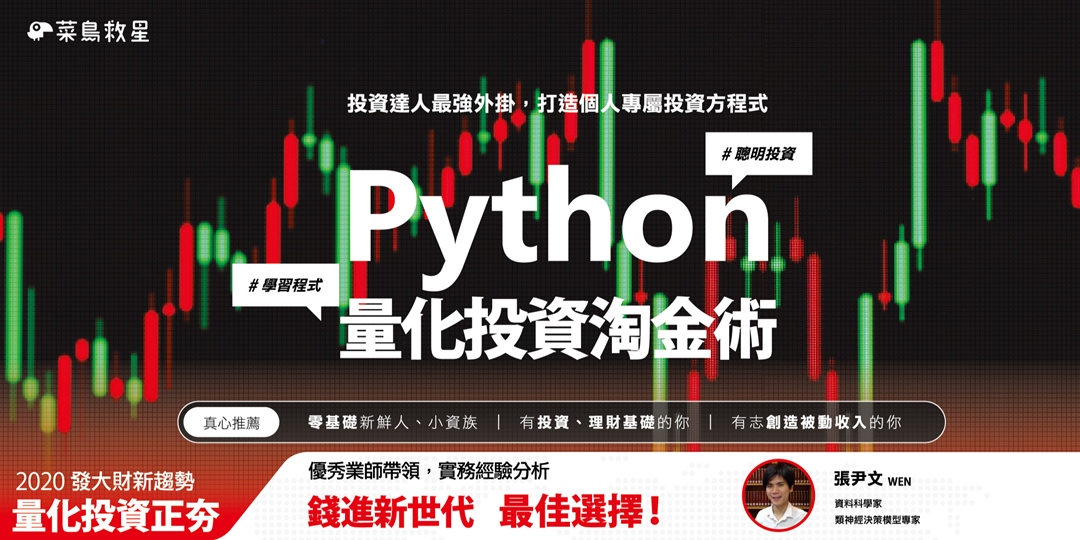 菜鳥救星
投資達人最強外掛，打造個人專屬投資方程式
#聰明投資
Python
#學習程式
量化投資淘金術
真心推薦 零基礎新鮮人、小資族 | 有投資、理財基礎的你 | 有志創造被動收入的你
2020 發大財新趨勢
量化投資正夯
優秀業師帶領，實務經驗分析
錢進新世代 最佳選擇！
張尹文 WEN
資料科學家
類神經決策模型專家